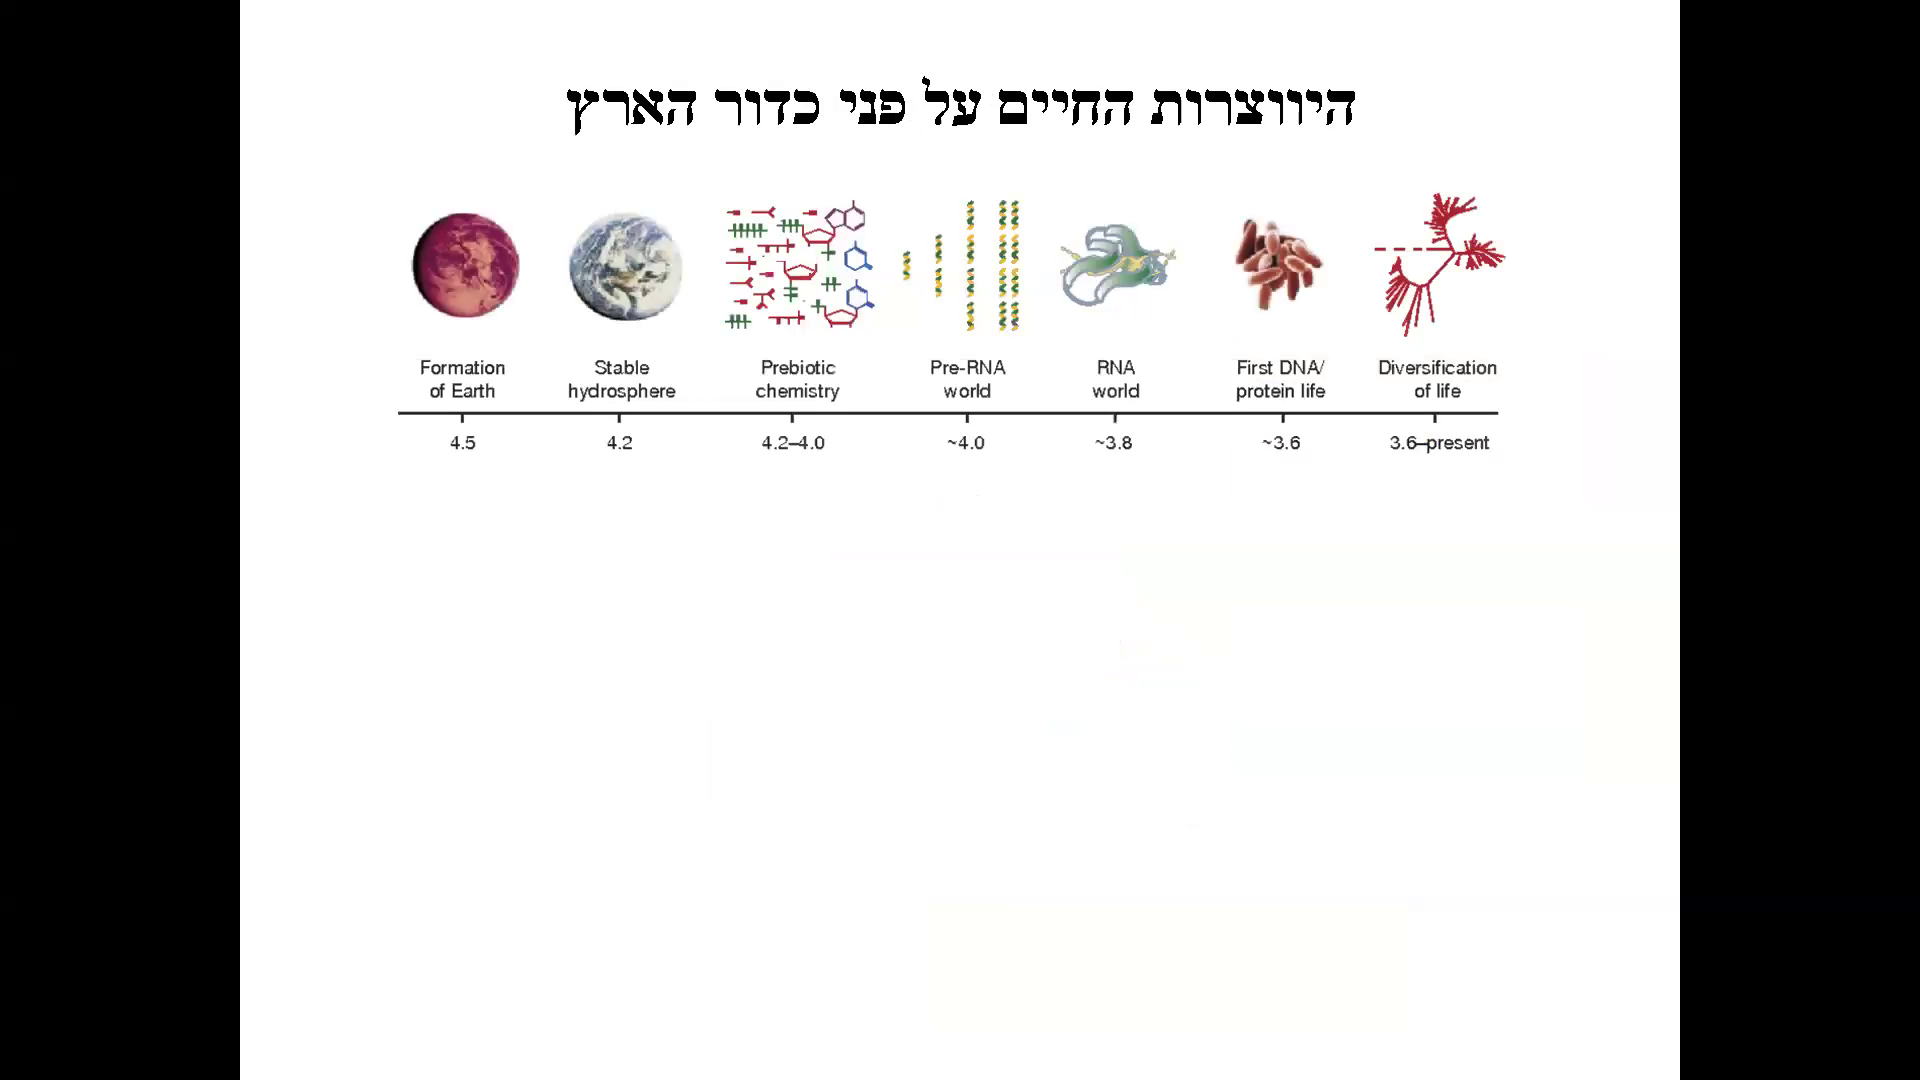 היווצרות החיים על פני כדור הארץ
Formation
of Earth
Stable
hydrosphere
Prebiotic
chemistry
Pre-RNA
world
RNA
world
First DNA/
protein life
Diversification
of life
4.5
4.2
4.2–4.0
~4.0
~3.8
~3.6
3.6–present